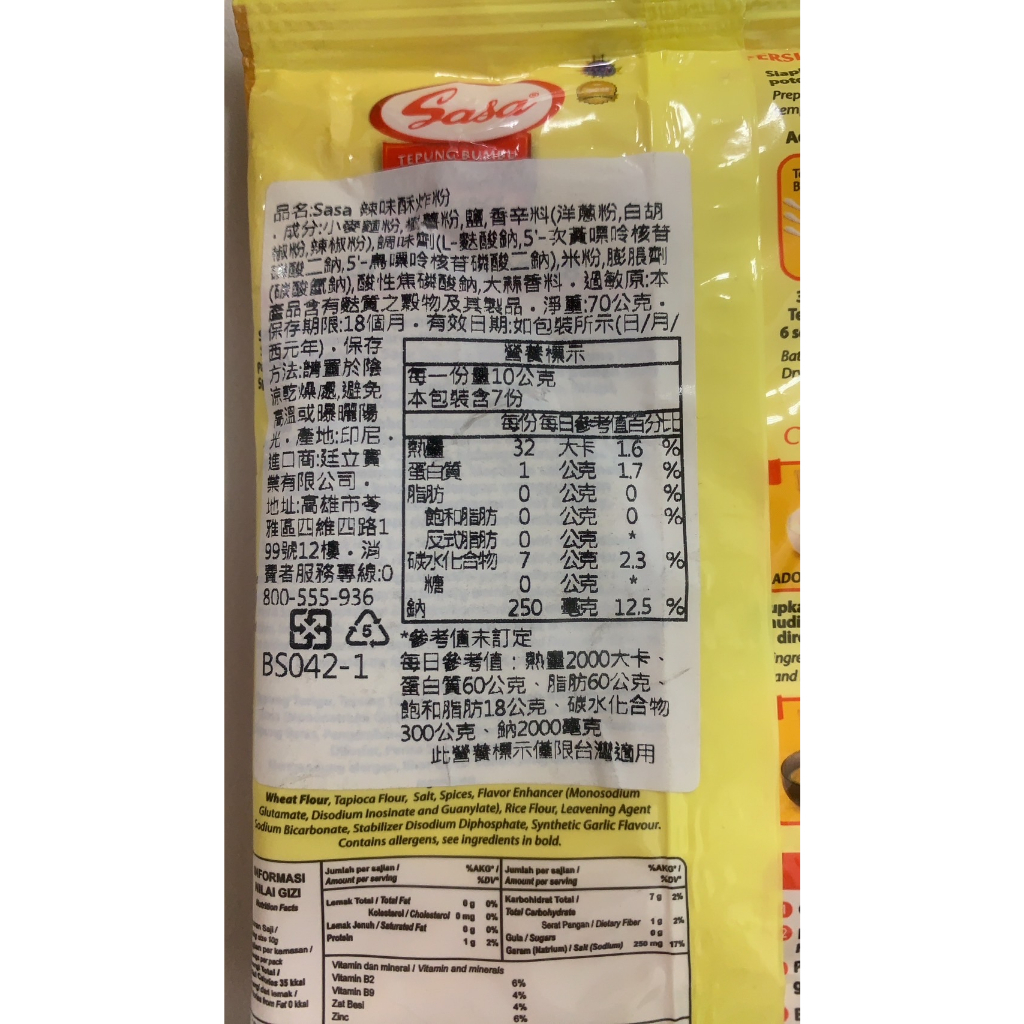 Sasa
TEPUNG BUMBU
品名:Sasa 辣味酥炸粉
．成分:小麥麵粉,樹薯粉,鹽,香辛料(洋蔥粉,白胡
椒粉,辣椒粉),調味劑(L-麩酸鈉,5'-次黃嘌呤核苷
磷酸二鈉,5'-鳥嘌呤核苷磷酸二鈉),米粉,膨脹劑
(碳酸氫鈉),酸性焦磷酸鈉,大蒜香料．過敏原:本
產品含有麩質之穀物及其製品．淨重:70公克．
保存期限:18個月．有效日期:如包裝所示(日/月/
西元年)．保存
方法:請置於陰
涼乾燥處,避免
高溫或曝曬陽
光．產地:印尼．
進口商:廷立實
業有限公司．
地址:高雄市苓
雅區四維四路1
99號12樓．消
費者服務專線:0
800-555-936
5
BS042-1
營養標示
每一份量10公克
本包裝含7份
每份 每日參考值百分比
熱量 32 大卡 1.6 %
蛋白質 1 公克 1.7 %
脂肪 0 公克 0 %
飽和脂肪 0 公克 0 %
反式脂肪 0 公克 *
碳水化合物 7 公克 2.3 %
糖 0 公克 *
鈉 250 毫克 12.5 %
*參考值未訂定
每日參考值：熱量2000大卡、
蛋白質60公克、脂肪60公克、
飽和脂肪18公克、碳水化合物
300公克、鈉2000毫克
此營養標示僅限台灣適用
Wheat Flour, Tapioca Flour, Salt, Spices, Flavor Enhancer (Monosodium
Glutamate, Disodium Inosinate and Guanylate), Rice Flour, Leavening Agent
Sodium Bicarbonate, Stabilizer Disodium Diphosphate, Synthetic Garlic Flavour.
Contains allergens, see ingredients in bold.
INFORMASI
NILAI GIZI
Nutrition Facts
Jumlah per sajian / %AKG* /
Amount per serving %DV*
Lemak Total / Total Fat 0 g 0%
Kolesterol / Cholesterol 0 mg 0%
Lemak Jenuh / Saturated Fat 0 g 0%
Protein 1 g 2%
Jumlah per sajian / %AKG* /
Amount per serving %DV*
Karbohidrat Total / 7 g 2%
Total Carbohydrate
Serat Pangan / Dietary Fiber 1 g 2%
Gula / Sugars 0 g
Garam (Natrium) / Salt (Sodium) 250 mg 17%
Vitamin dan mineral / Vitamin and minerals
Vitamin B2 6%
Vitamin B9 4%
Zat Besi 4%
Zinc 6%